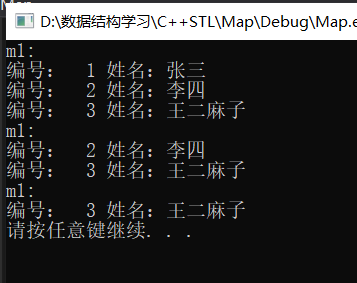 D:\数据结构学习\C++STL\Map\Debug\Map.e
m1:
编号： 1 姓名：张三
编号： 2 姓名：李四
编号： 3 姓名：王二麻子
m1:
编号： 2 姓名：李四
编号： 3 姓名：王二麻子
m1:
编号： 3 姓名：王二麻子
请按任意键继续. . .